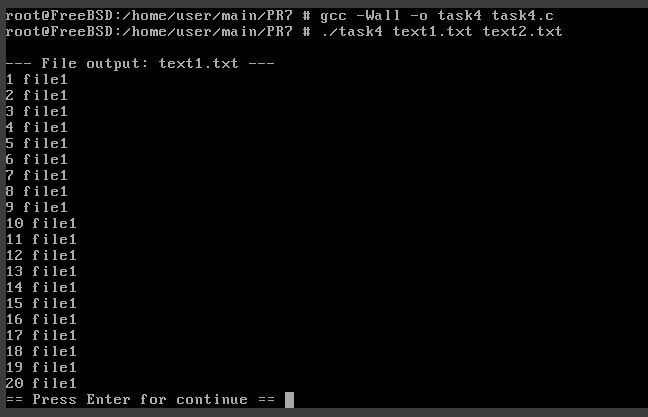 root@FreeBSD:/home/user/main/PR7 # gcc -Wall -o task4 task4.c
root@FreeBSD:/home/user/main/PR7 # ./task4 text1.txt text2.txt
--- File output: text1.txt ---
1 file1
2 file1
3 file1
4 file1
5 file1
6 file1
7 file1
8 file1
9 file1
10 file1
11 file1
12 file1
13 file1
14 file1
15 file1
16 file1
17 file1
18 file1
19 file1
20 file1
== Press Enter for continue ==